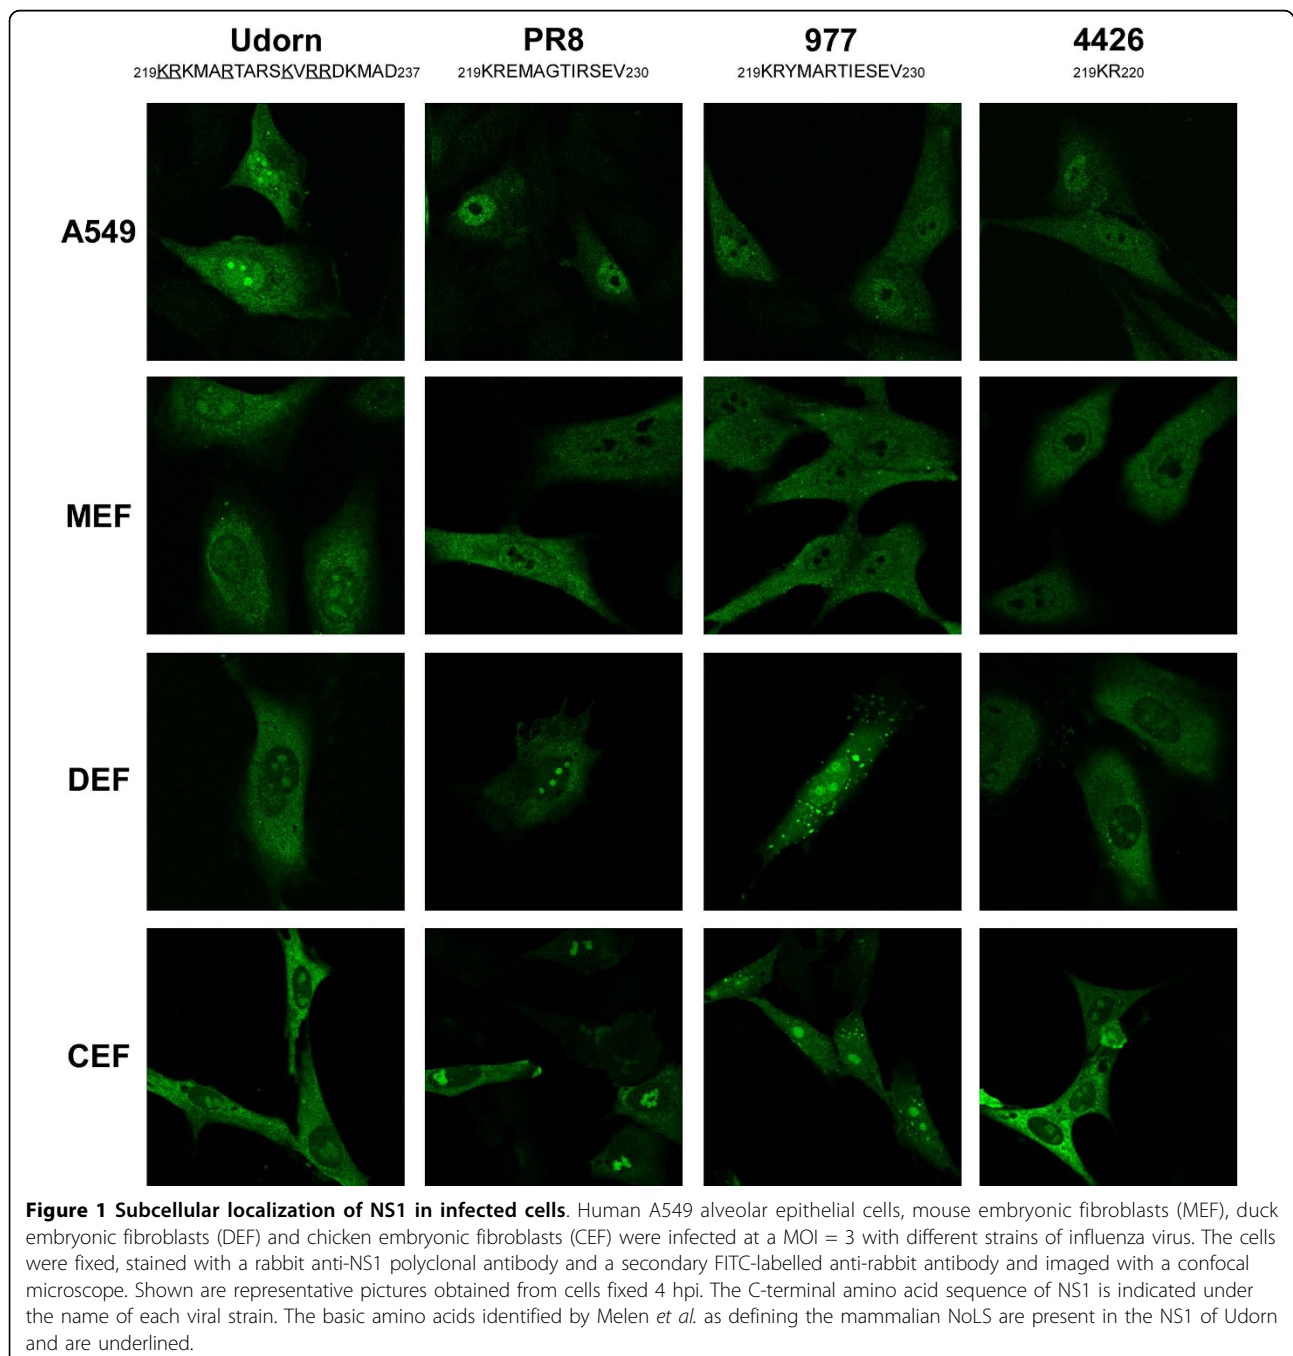 Udorn PR8 977 4426
219KRKMARTARSKVRRDKMAD237 219KREMAGTIRSEV230 219KRYMARTIESEV230 219KR220
A549
MEF
DEF
CEF
Figure 1 Subcellular localization of NS1 in infected cells. Human A549 alveolar epithelial cells, mouse embryonic fibroblasts (MEF), duck
embryonic fibroblasts (DEF) and chicken embryonic fibroblasts (CEF) were infected at a MOI = 3 with different strains of influenza virus. The cells
were fixed, stained with a rabbit anti-NS1 polyclonal antibody and a secondary FITC-labelled anti-rabbit antibody and imaged with a confocal
microscope. Shown are representative pictures obtained from cells fixed 4 hpi. The C-terminal amino acid sequence of NS1 is indicated under
the name of each viral strain. The basic amino acids identified by Melen et al. as defining the mammalian NoLS are present in the NS1 of Udorn
and are underlined.